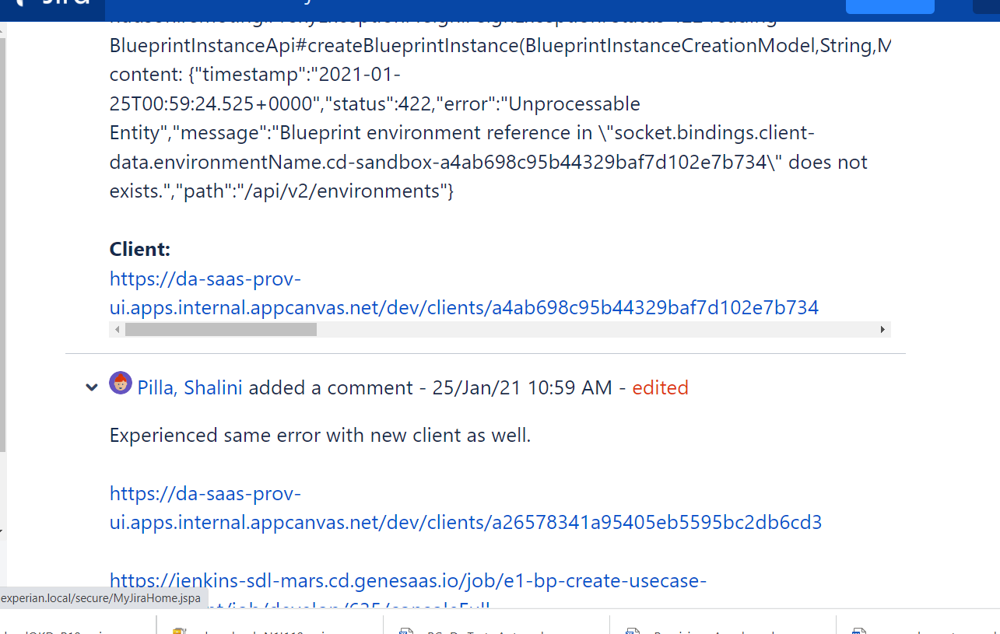 Jira
BlueprintInstanceApi#createBlueprintInstance(BlueprintInstanceCreationModel,String,M
content: {"timestamp":"2021-01-
25T00:59:24.525+0000","status":422,"error":"Unprocessable
Entity","message":"Blueprint environment reference in \"socket.bindings.client-
data.environmentName.cd-sandbox-a4ab698c95b44329baf7d102e7b734\" does not
exists.","path":"/api/v2/environments"}
Client:
https://da-saas-prov-
ui.apps.internal.appcanvas.net/dev/clients/a4ab698c95b44329baf7d102e7b734
Pilla, Shalini added a comment - 25/Jan/21 10:59 AM - edited
Experienced same error with new client as well.
https://da-saas-prov-
ui.apps.internal.appcanvas.net/dev/clients/a26578341a95405eb5595bc2db6cd3
https://jenkins-sdl-mars.cd.genesaas.io/job/e1-bp-create-usecase-
experian.local/secure/MyJiraHome.jspa